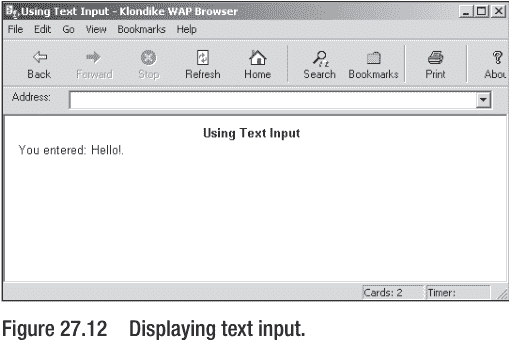 Using Text Input - Klondike WAP Browser
File Edit Go View Bookmarks Help
Back Forward Stop Refresh Home Search Bookmarks Print Abou
Address:
Using Text Input
You entered: Hello!.
Cards: 2 Timer:
Figure 27.12 Displaying text input.